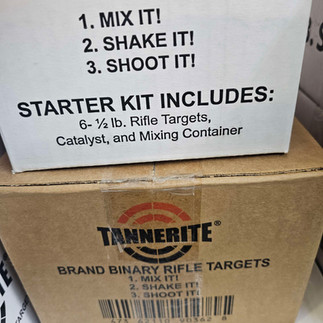 1. MIX IT!
2. SHAKE IT!
3. SHOOT IT!
STARTER KIT INCLUDES:
6- ½ lb. Rifle Targets,
Catalyst, and Mixing Container
TANNERITE®
BRAND BINARY RIFLE TARGETS
1. MIX IT!
2. SHAKE IT!
3. SHOOT IT!